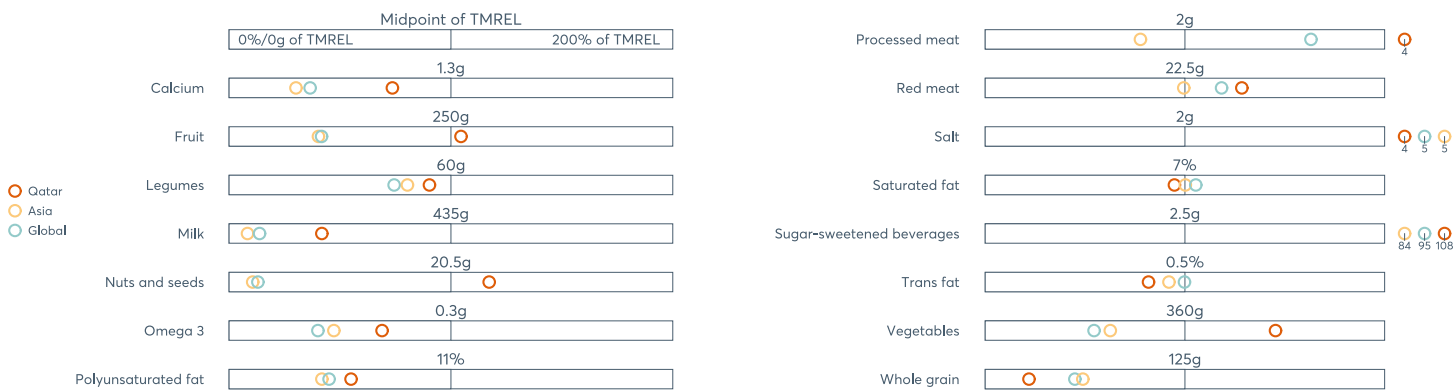 Midpoint of TMREL
0%/0g of TMREL 200% of TMREL
1.3g
Calcium
250g
Fruit
60g
Legumes
435g
Milk
20.5g
Nuts and seeds
0.3g
Omega 3
11%
Polyunsaturated fat
Qatar
Asia
Global
2g
Processed meat
4
22.5g
Red meat
2g
Salt
4 5 5
7%
Saturated fat
2.5g
Sugar-sweetened beverages
84 95 108
0.5%
Trans fat
360g
Vegetables
125g
Whole grain